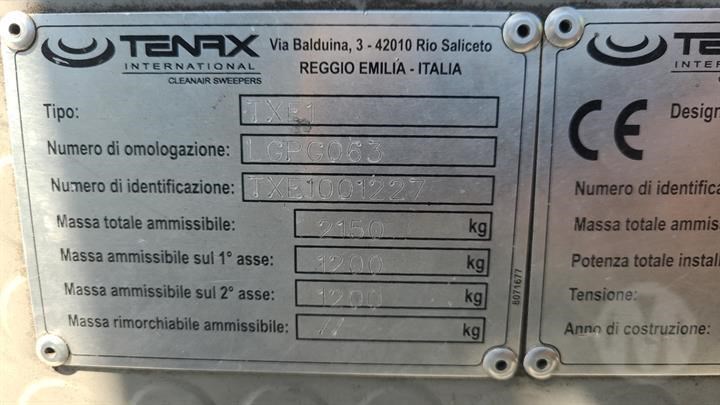 TENAX
INTERNATIONAL
CLEANAIR SWEEPERS
Via Balduina, 3 - 42010 Rio Saliceto
REGGIO EMILIA - ITALIA
Tipo: TXE1
Numero di omologazione: LGPG063
Numero di identificazione: TXE1001227
Massa totale ammissibile: 2150 kg
Massa ammissibile sul 1° asse: 1200 kg
Massa ammissibile sul 2° asse: 1200 kg
Massa rimorchiabile ammissibile: // kg
8071677
TE
INTER
CE
Design
Numero di identifica
Massa totale ammis
Potenza totale install
Tensione:
Anno di costruzione: